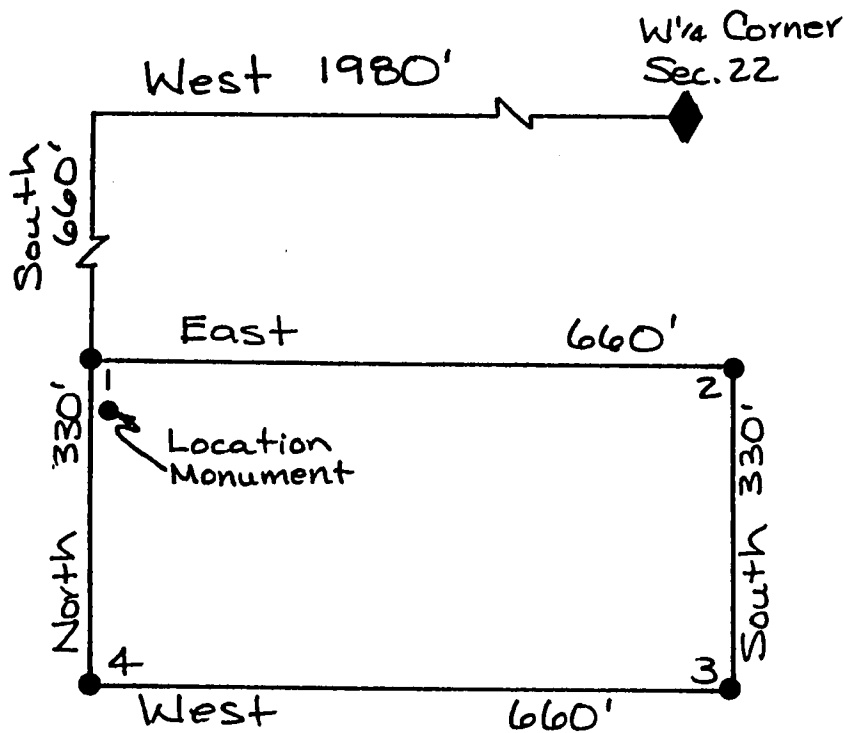 W¼ Corner
Sec. 22
West 1980'
South
660'
East 660'
1
2
Location
Monument
North 330'
South 330'
4
3
West 660'